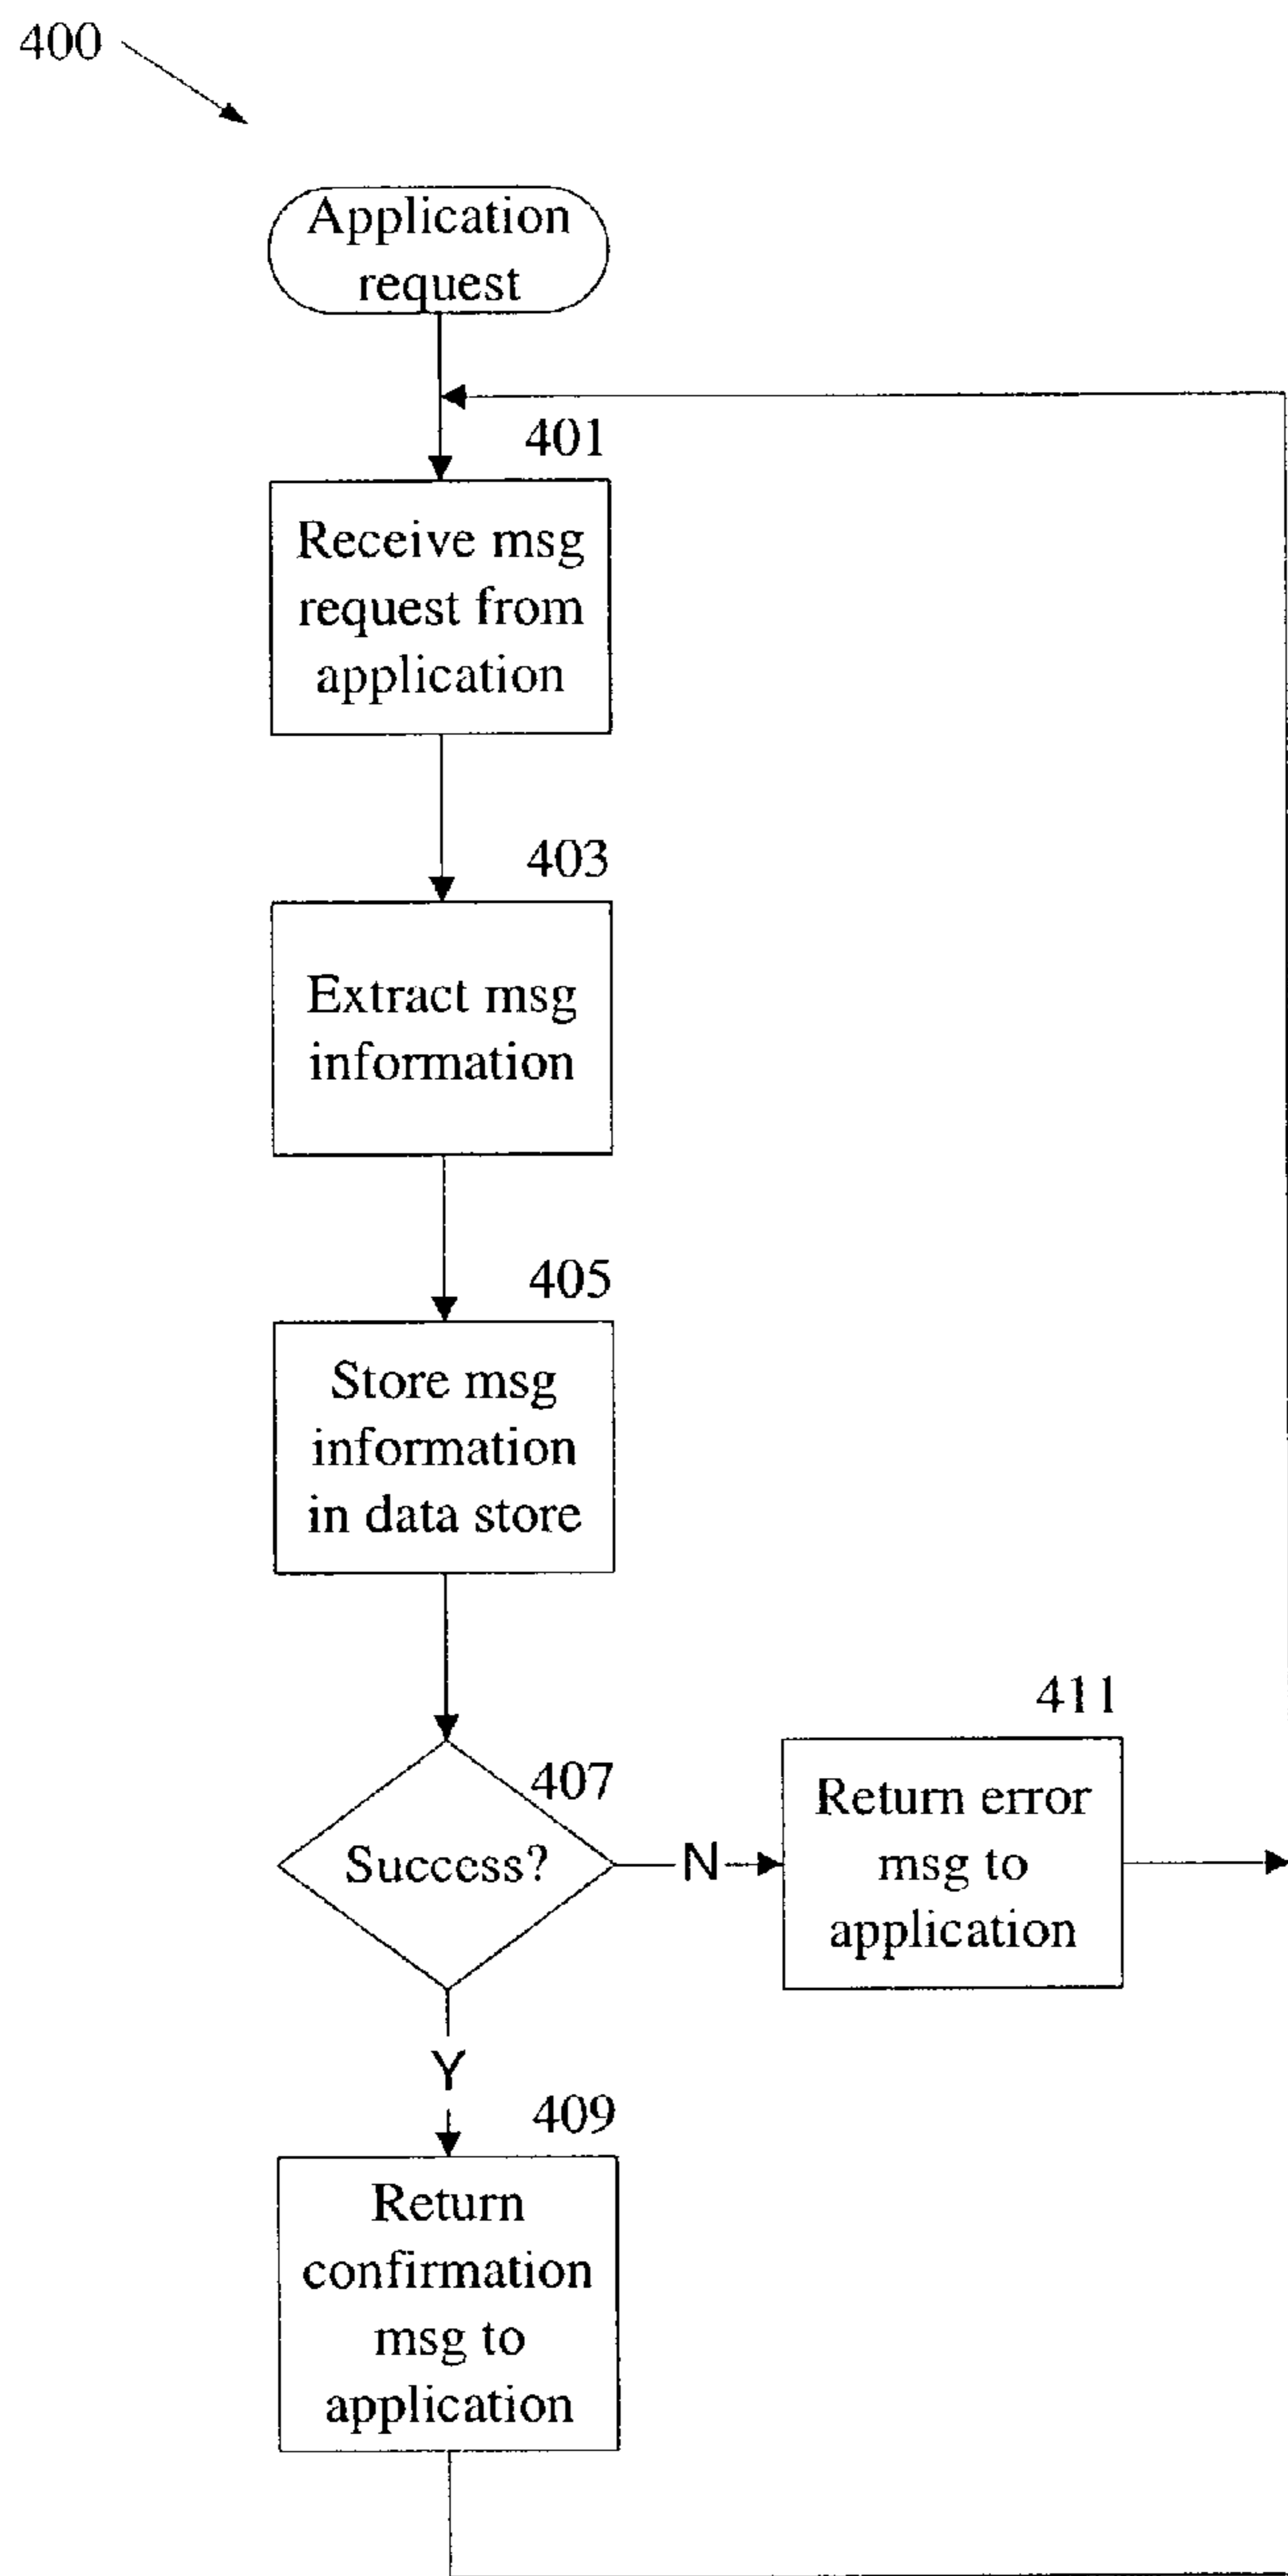 400
Application
request
401
Receive msg
request from
application
403
Extract msg
information
405
Store msg
information
in data store
407
Success?
N
411
Return error
msg to
application
Y
409
Return
confirmation
msg to
application